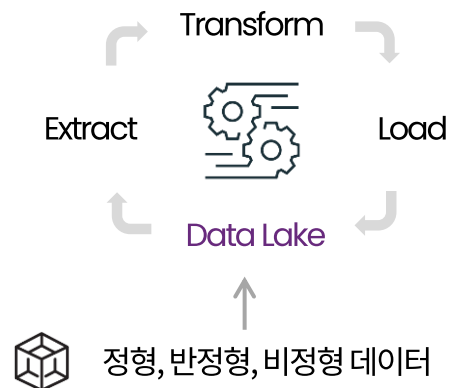 Transform
Extract
Load
Data Lake
정형, 반정형, 비정형 데이터